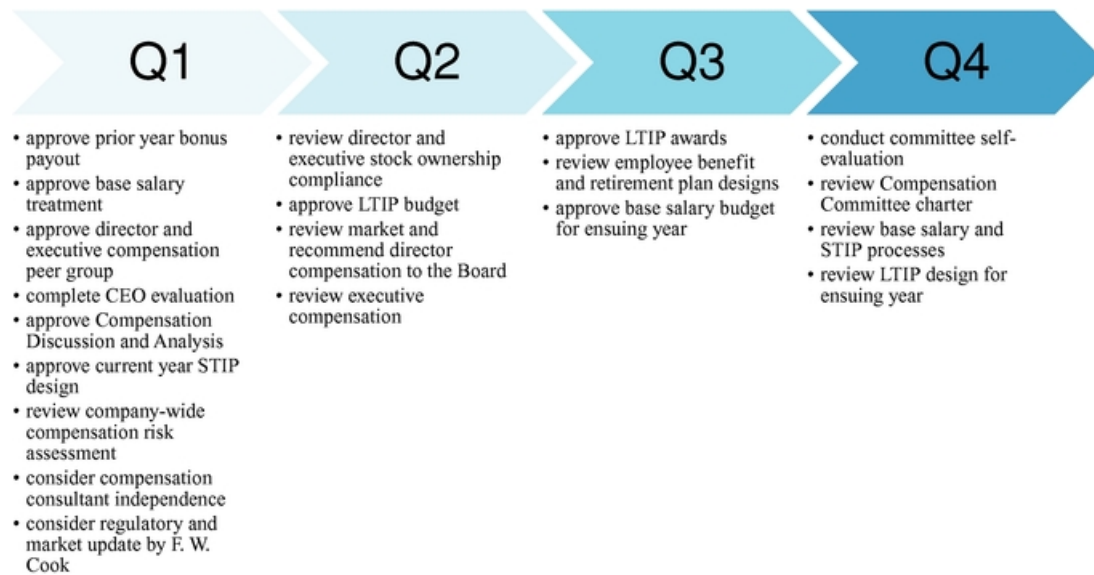 Q1
• approve prior year bonus
payout
• approve base salary
treatment
• approve director and
executive compensation
peer group
• complete CEO evaluation
• approve Compensation
Discussion and Analysis
• approve current year STIP
design
• review company-wide
compensation risk
assessment
• consider compensation
consultant independence
• consider regulatory and
market update by F. W.
Cook
Q2
• review director and
executive stock ownership
compliance
• approve LTIP budget
• review market and
recommend director
compensation to the Board
• review executive
compensation
Q3
• approve LTIP awards
• review employee benefit
and retirement plan designs
• approve base salary budget
for ensuing year
Q4
• conduct committee self-
evaluation
• review Compensation
Committee charter
• review base salary and
STIP processes
• review LTIP design for
ensuing year